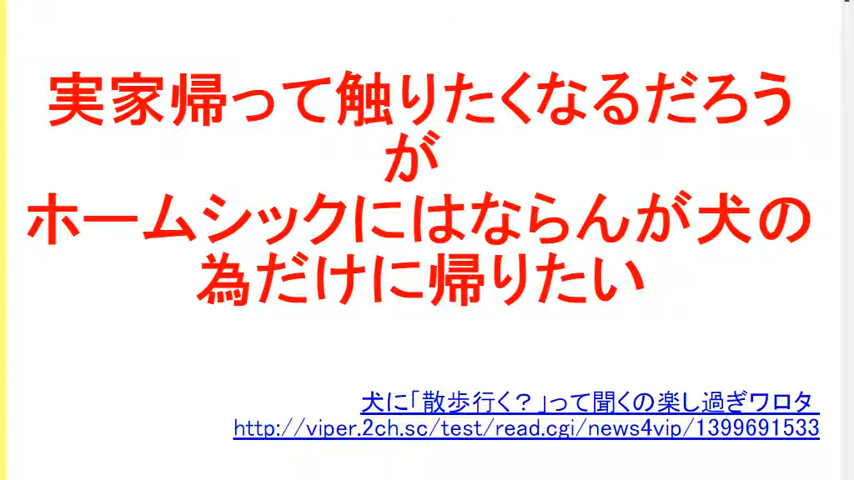 実家帰って触りたくなるだろう
が
ホームシックにはならんが犬の
為だけに帰りたい
犬に「散歩行く？」って聞くの楽し過ぎワロタ
http://viper.2ch.sc/test/read.cgi/news4vip/1399691533